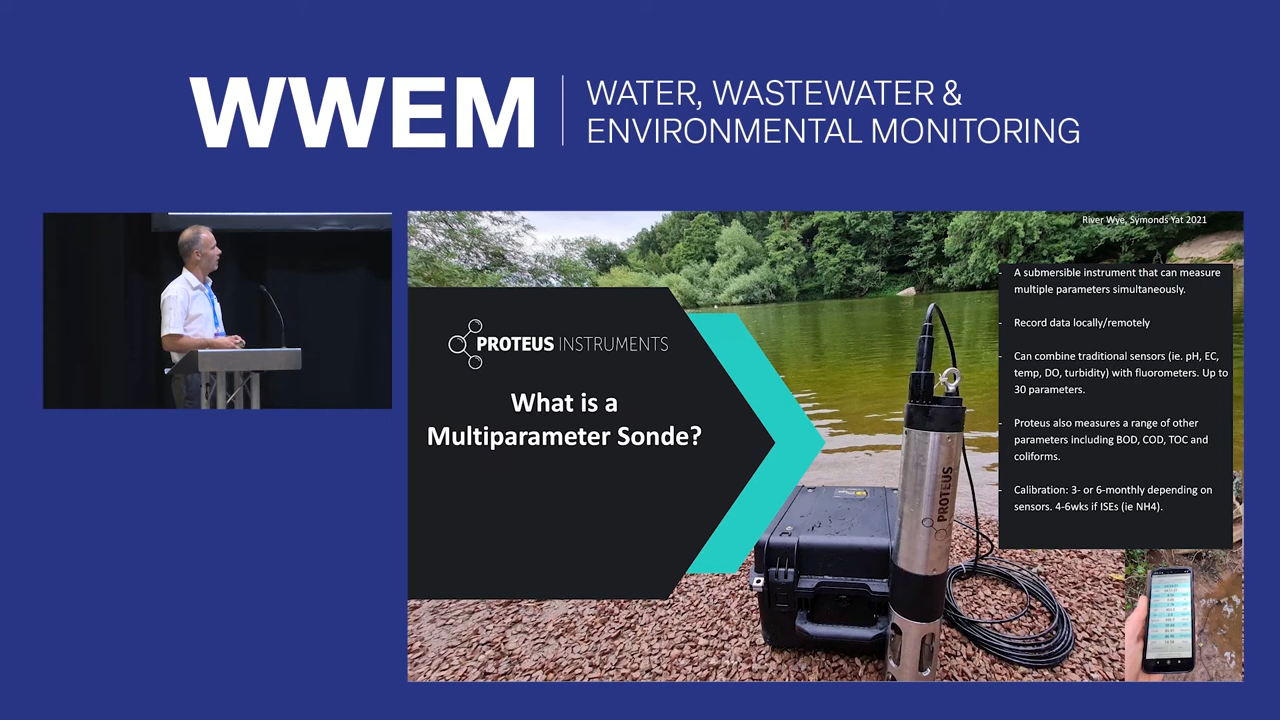 WWEM
WATER, WASTEWATER &
ENVIRONMENTAL MONITORING
River Wye, Symonds Yat 2021
PROTEUS INSTRUMENTS
What is a
Multiparameter Sonde?
- A submersible instrument that can measure
multiple parameters simultaneously.
- Record data locally/remotely
- Can combine traditional sensors (ie. pH, EC,
temp, DO, turbidity) with fluorometers. Up to
30 parameters.
- Proteus also measures a range of other
parameters including BOD, COD, TOC and
coliforms.
- Calibration: 3- or 6-monthly depending on
sensors. 4-6wks if ISEs (ie NH4).
PROTEUS